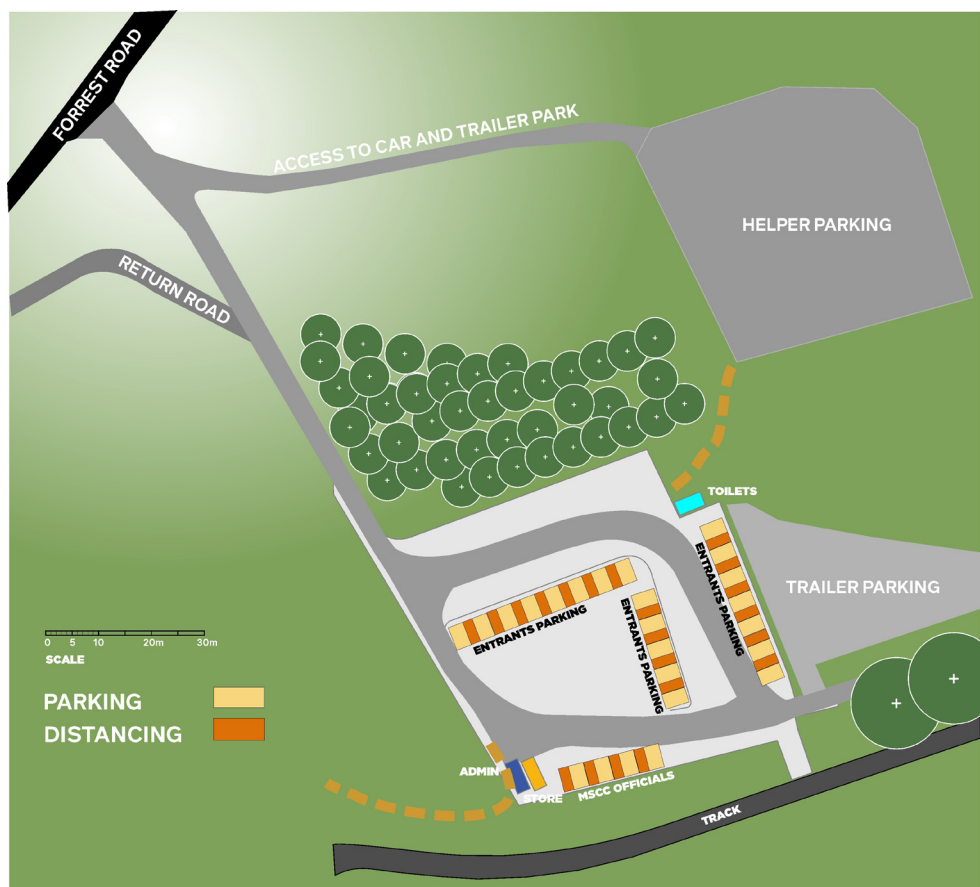 FORREST ROAD
ACCESS TO CAR AND TRAILER PARK
HELPER PARKING
RETURN ROAD
TOILETS
ENTRANTS PARKING
TRAILER PARKING
ENTRANTS PARKING
ENTRANTS PARKING
0 5 10 20 30m
SCALE
PARKING
DISTANCING
ADMIN
STORE
MSCC OFFICIALS
TRACK